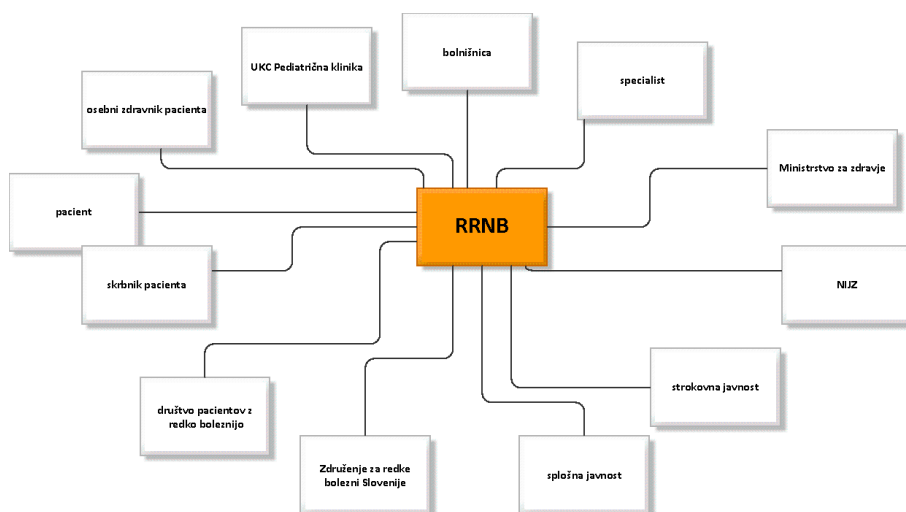 bolnišnica
UKC Pediatrična klinika
specialist
osebni zdravnik pacienta
Ministrstvo za zdravje
pacient
RRNB
skrbnik pacienta
NIJZ
strokovna javnost
društvo pacientov z
redko boleznijo
Združenje za redke
bolezni Slovenije
splošna javnost